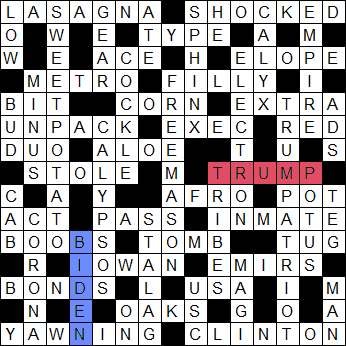 LASAGNA SHOCKED
O W E TYPE A M
W E ACE H ELOPE
METRO FILLY I
BIT CORN EXTRA
UNPACK EXEC RED
DUO ALOE T U S
STOLE M TRUMP
C A Y AFRO POT
ACT PASS INMATE
BOOBS TOMB TUG
R IOWAN EMIRS
BONDS L USA I M
N E OAKS G O A
YAWNING CLINTON